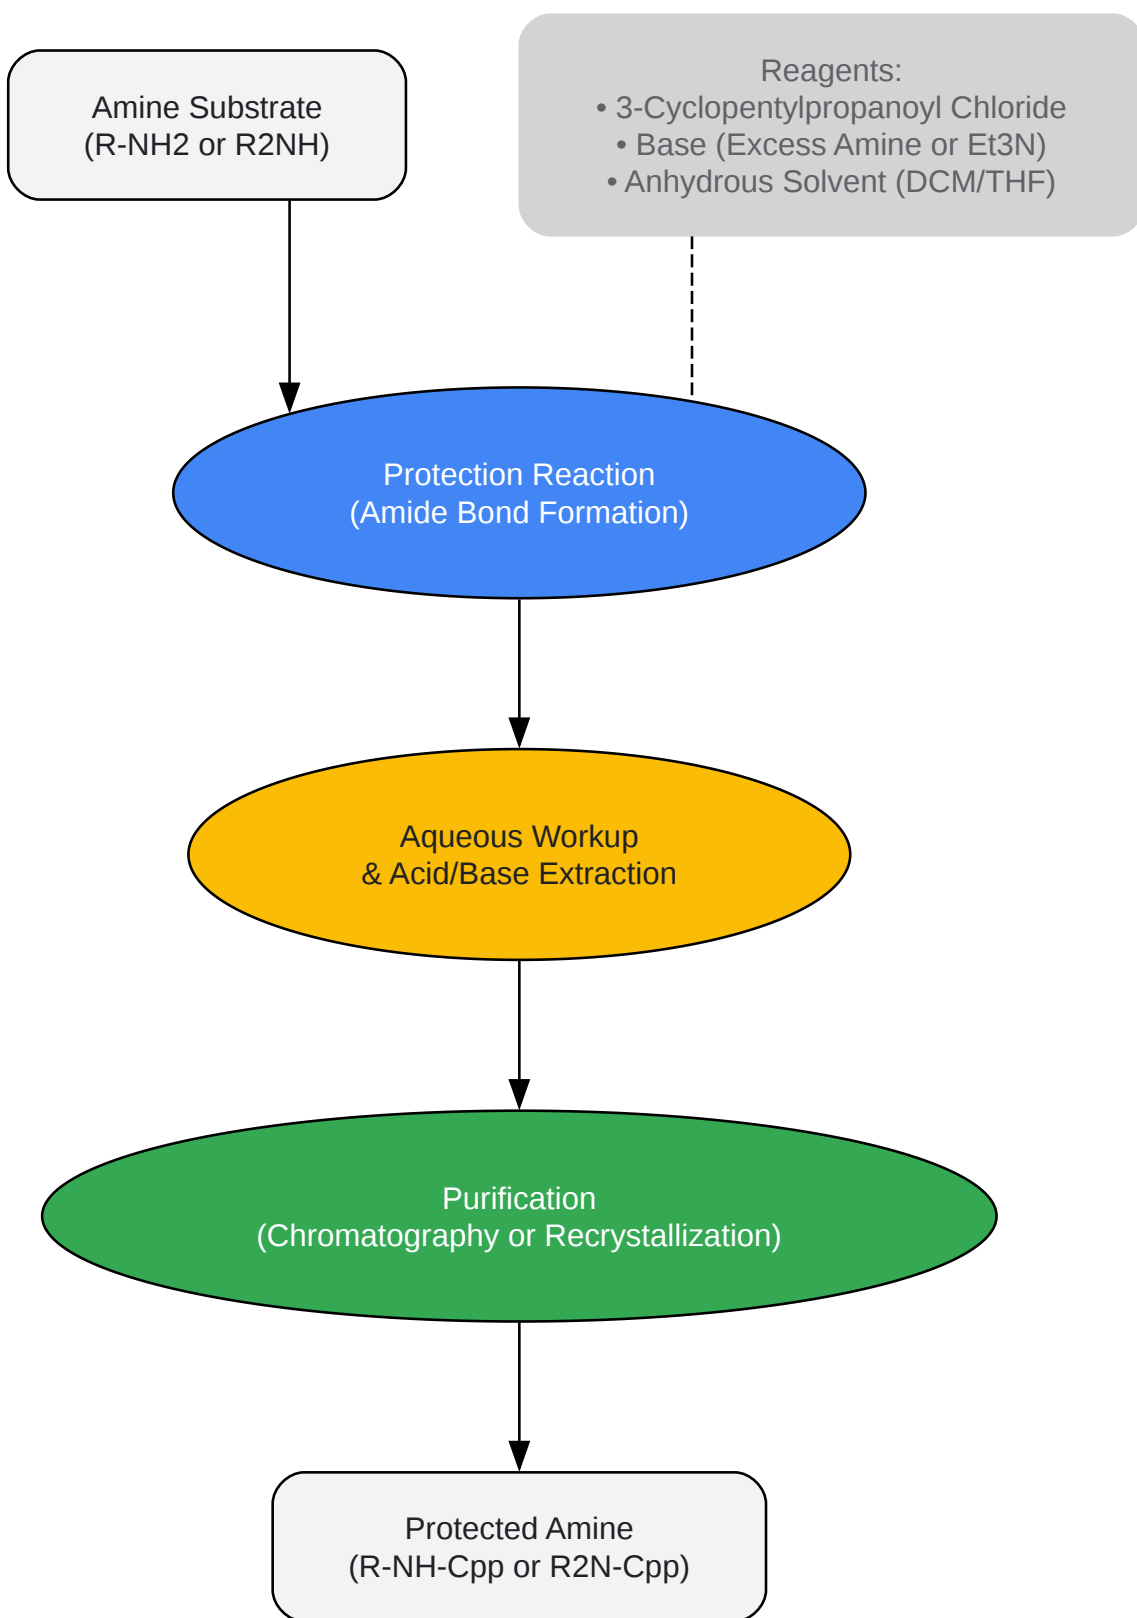 Amine Substrate
(R-NH2 or R2NH)
Reagents:
• 3-Cyclopentylpropanoyl Chloride
• Base (Excess Amine or Et3N)
• Anhydrous Solvent (DCM/THF)
Protection Reaction
(Amide Bond Formation)
Aqueous Workup
& Acid/Base Extraction
Purification
(Chromatography or Recrystallization)
Protected Amine
(R-NH-Cpp or R2N-Cpp)